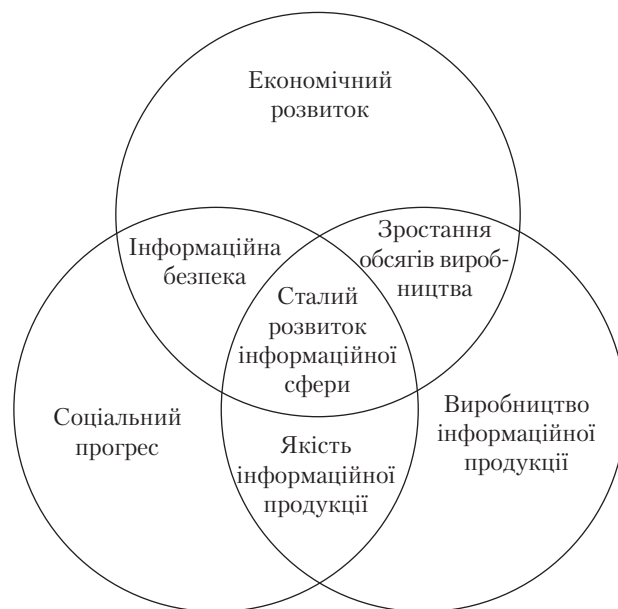 Економічний
розвиток
Інформаційна
безпека
Зростання
обсягів вироб-
ництва
Сталий
розвиток
інформаційної
сфери
Соціальний
прогрес
Якість
інформаційної
продукції
Виробництво
інформаційної
продукції